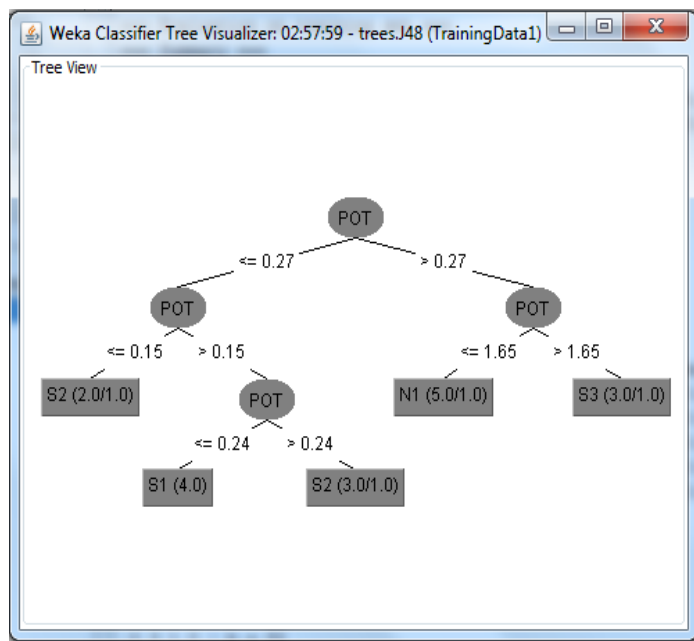 Weka Classifier Tree Visualizer: 02:57:59 - trees.J48 (TrainingData1)
Tree View
POT
<= 0.27 > 0.27
POT POT
<= 0.15 > 0.15 <= 1.65 > 1.65
S2 (2.0/1.0) POT N1 (5.0/1.0) S3 (3.0/1.0)
<= 0.24 > 0.24
S1 (4.0) S2 (3.0/1.0)